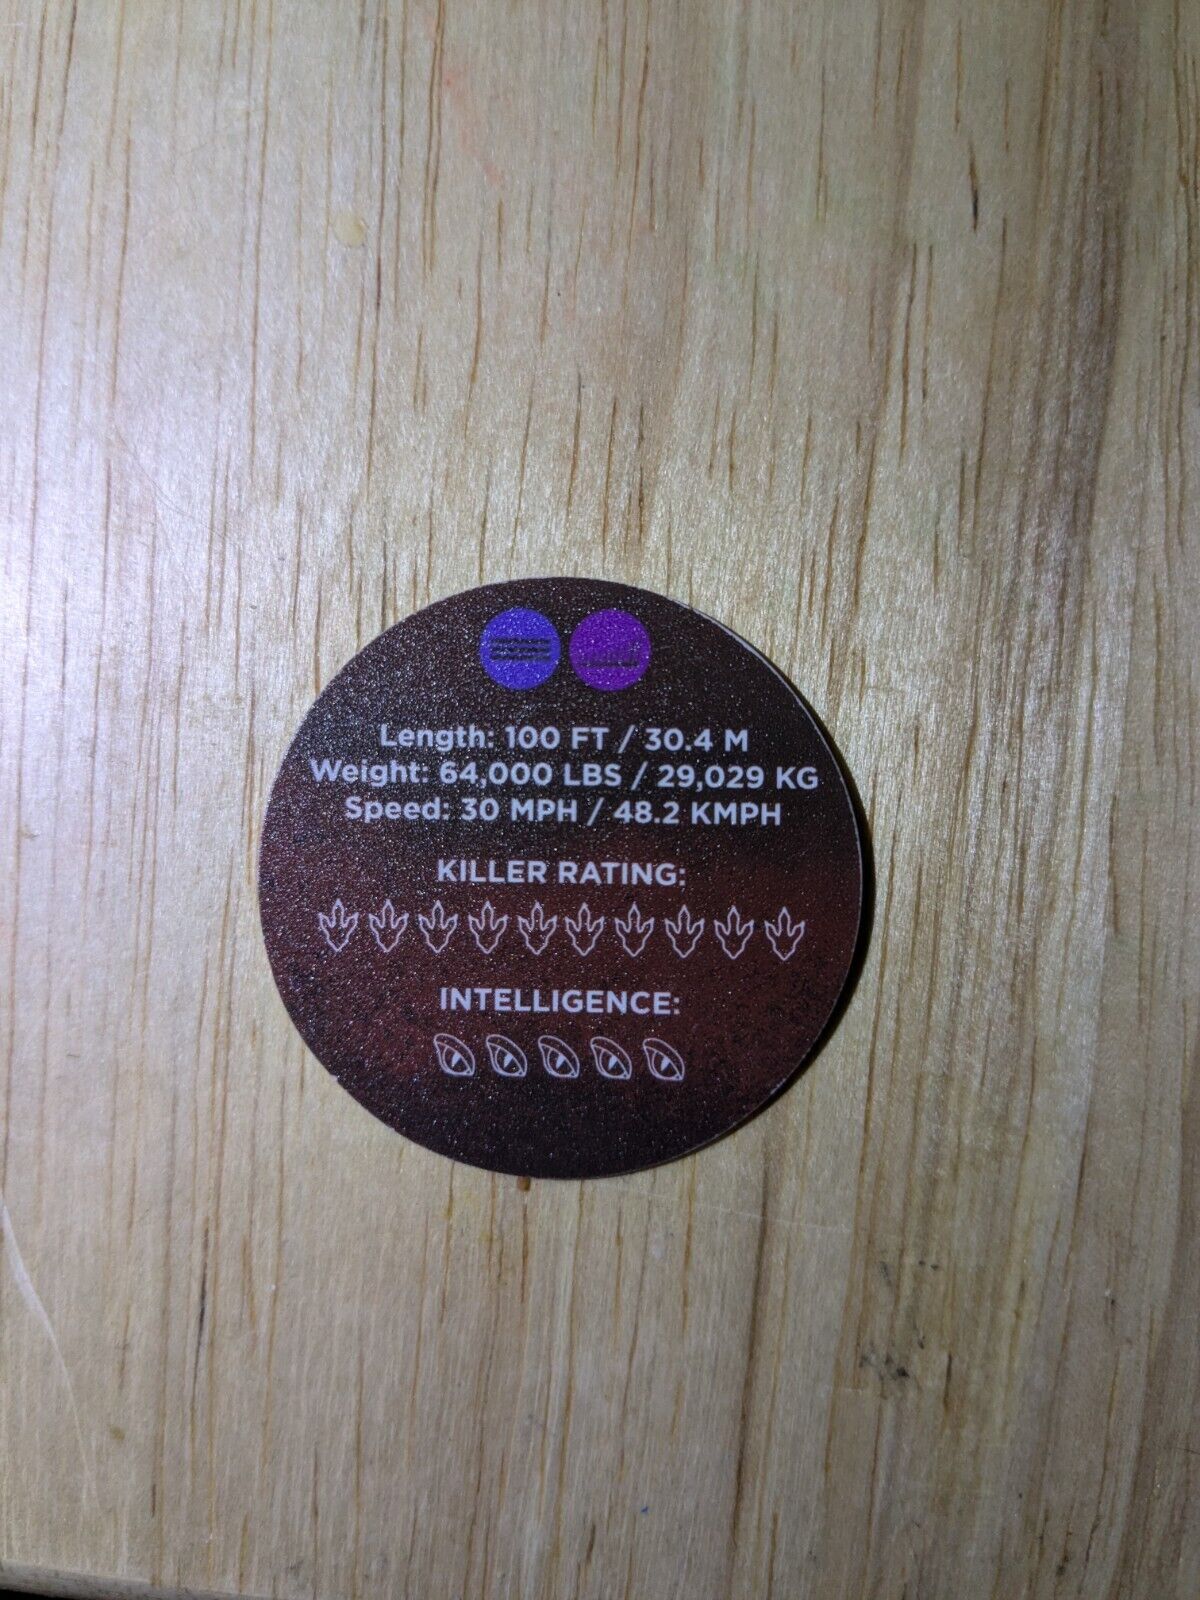 Length: 100 FT / 30.4 M
Weight: 64,000 LBS / 29,029 KG
Speed: 30 MPH / 48.2 KMPH
KILLER RATING:
INTELLIGENCE: